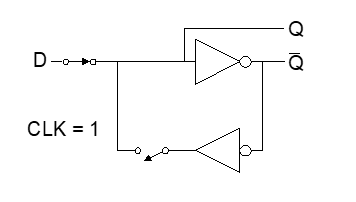 Q
D
Q̅
CLK = 1